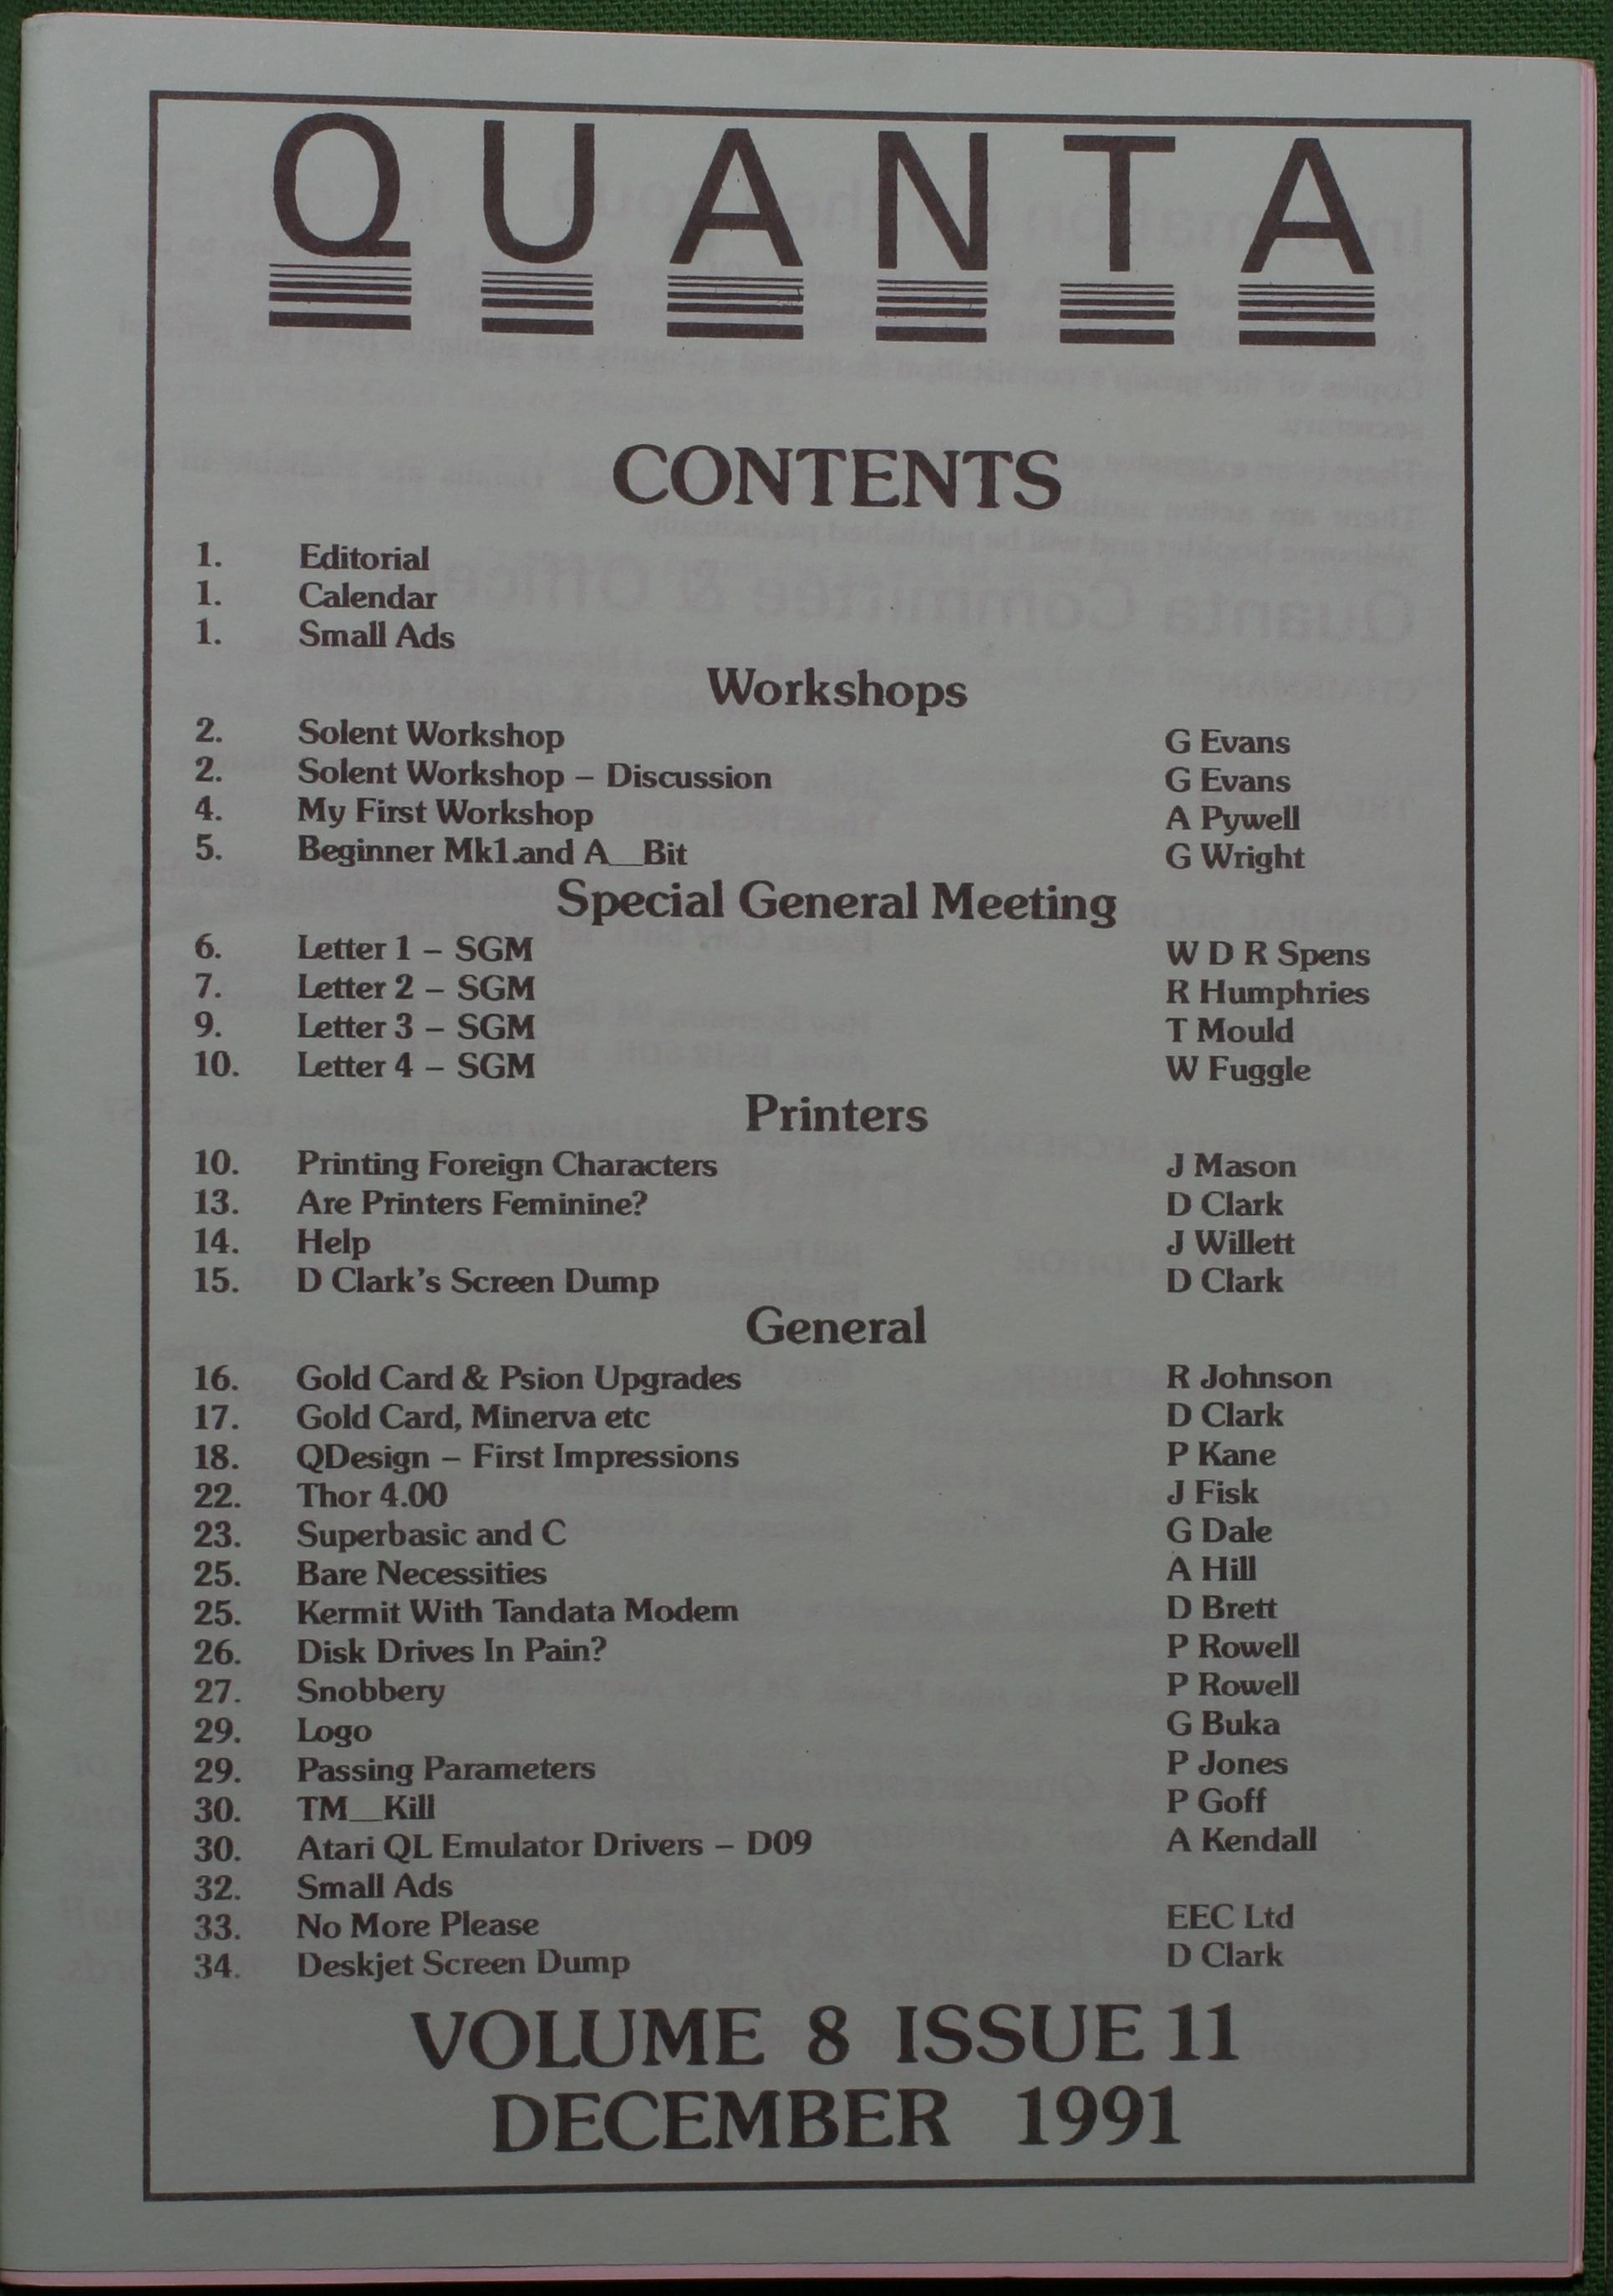 QUANTA
CONTENTS
1. Editorial
1. Calendar
1. Small Ads
Workshops
2. Solent Workshop G Evans
2. Solent Workshop – Discussion G Evans
4. My First Workshop A Pywell
5. Beginner Mk1.and A__Bit G Wright
Special General Meeting
6. Letter 1 – SGM W D R Spens
7. Letter 2 – SGM R Humphries
9. Letter 3 – SGM T Mould
10. Letter 4 – SGM W Fuggle
Printers
10. Printing Foreign Characters J Mason
13. Are Printers Feminine? D Clark
14. Help J Willett
15. D Clark's Screen Dump D Clark
General
16. Gold Card & Psion Upgrades R Johnson
17. Gold Card, Minerva etc D Clark
18. QDesign – First Impressions P Kane
22. Thor 4.00 J Fisk
23. Superbasic and C G Dale
25. Bare Necessities A Hill
25. Kermit With Tandata Modem D Brett
26. Disk Drives In Pain? P Rowell
27. Snobbery P Rowell
29. Logo G Buka
29. Passing Parameters P Jones
30. TM__Kill P Goff
30. Atari QL Emulator Drivers – D09 A Kendall
32. Small Ads
33. No More Please EEC Ltd
34. Deskjet Screen Dump D Clark
VOLUME 8 ISSUE 11
DECEMBER 1991